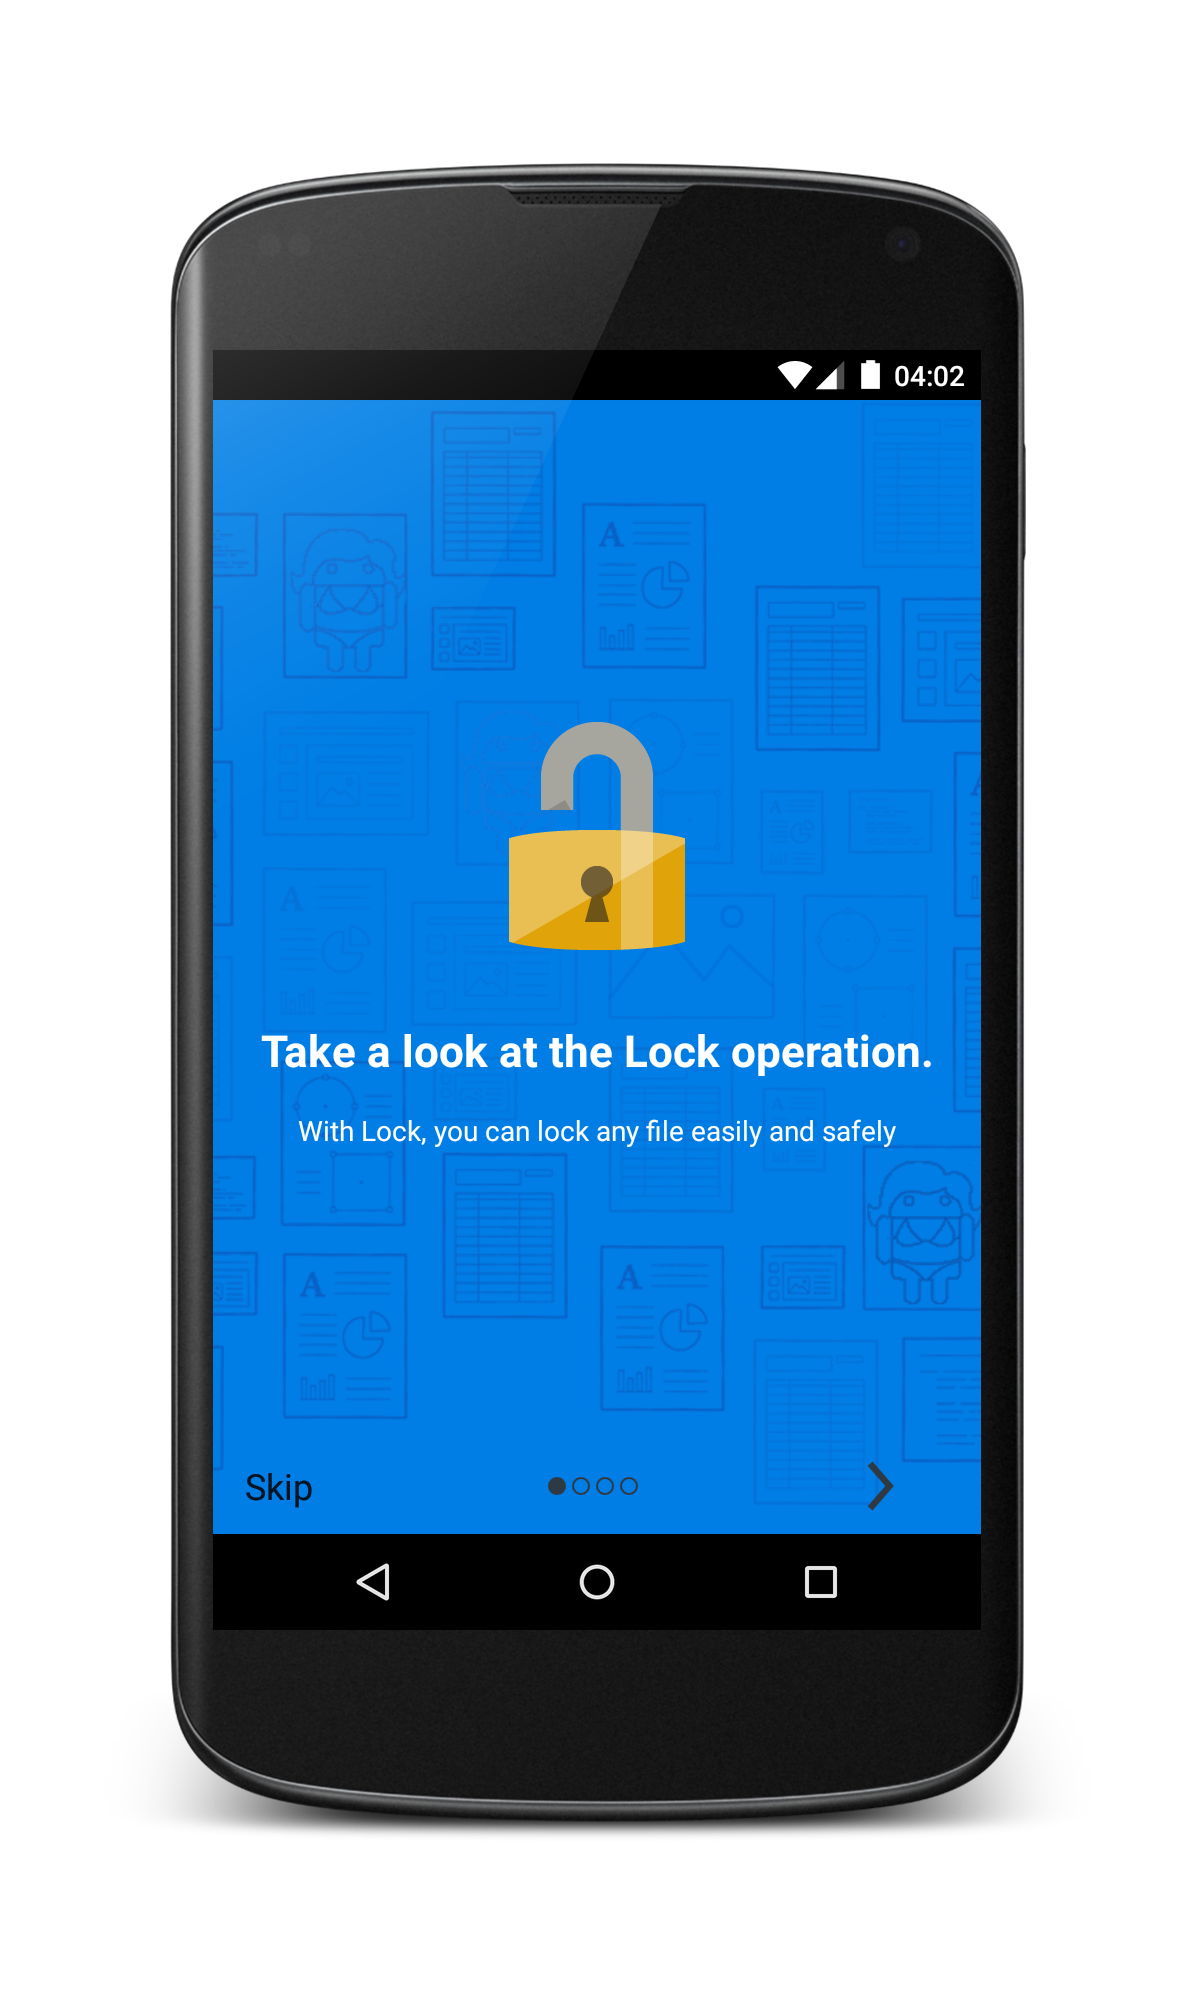 04:02
A
A
A
A
Take a look at the Lock operation.
A
With Lock, you can lock any file easily and safely
A
A
Skip